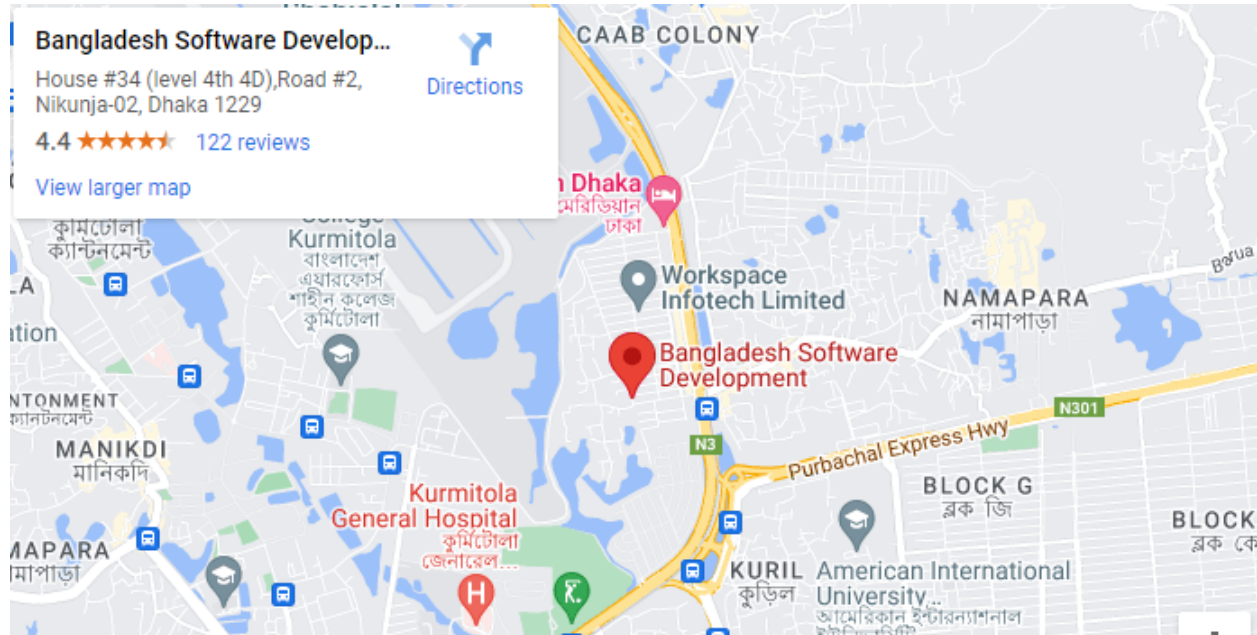 Bangladesh Software Develop...
House #34 (level 4th 4D),Road #2,
Nikunja-02, Dhaka 1229
4.4
122 reviews
View larger map
Directions
CAAB COLONY
Dhaka
ঢাকা
কুর্মিটোলা
ক্যান্টনমেন্ট
Kurmitola
বাংলাদেশ
এয়ারফোর্স
শাহীন কলেজ
কুর্মিটোলা
Workspace
Infotech Limited
NAMAPARA
নামাপাড়া
Barua
Bangladesh Software
Development
N301
N3
Purbachal Express Hwy
MANIKDI
মানিকদি
Kurmitola
General Hospital
কুর্মিটোলা
জেনারেল...
BLOCK G
ব্লক জি
BLOCK
ব্লক কে
KURIL
কুড়িল
American International
University...
আমেরিকান ইন্টারন্যাশনাল
H